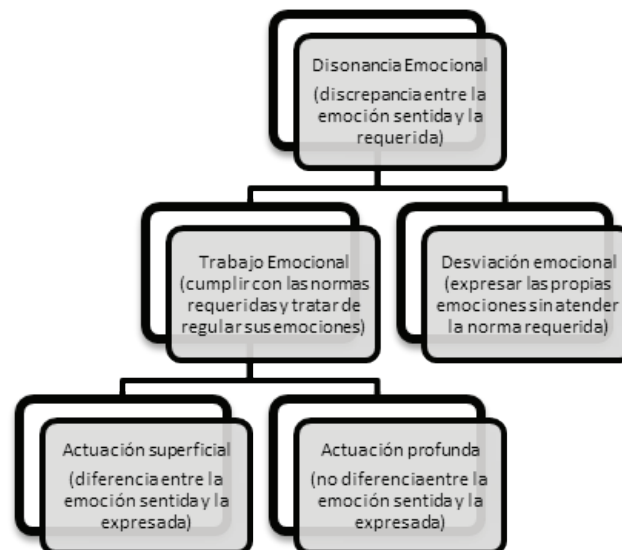 Disonancia Emocional
(discrepancia entre la
emoción sentida y la
requerida)
Trabajo Emocional
(cumplir con las normas
requeridas y tratar de
regular sus emociones)
Desviación emocional
(expresar las propias
emociones sin atender
la norma requerida)
Actuación superficial
(diferencia entre la
emoción sentida y la
expresada)
Actuación profunda
(no diferencia entre la
emoción sentida y la
expresada)